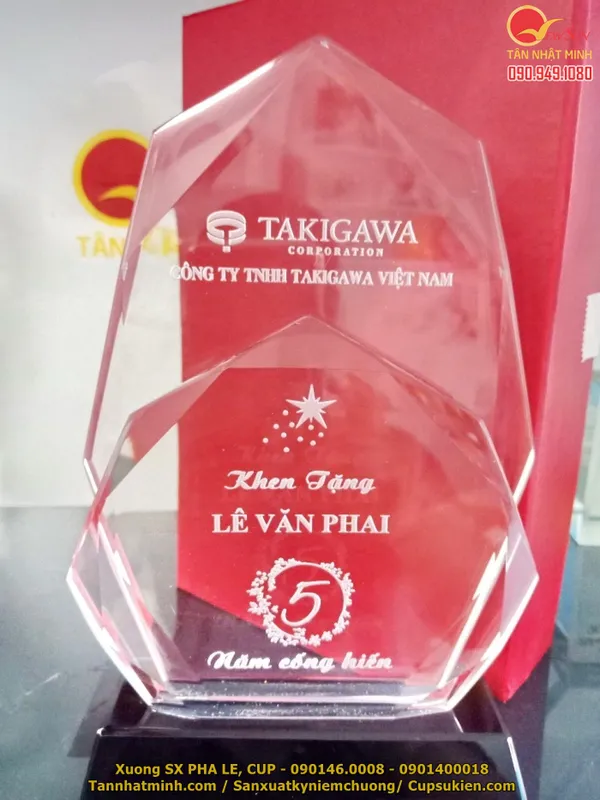 TÂN NHẬT MINH
090.949.1080
TÂN
TAKIGAWA
CORPORATION
CÔNG TY TNHH TAKIGAWA VIỆT NAM
Khen Tặng
LÊ VĂN PHAI
5
Năm cống hiến
Xuong SX PHA LE, CUP - 090146.0008 - 0901400018
Tannhatminh.com / Sanxuatkyniemchuong/ Cupsukien.com